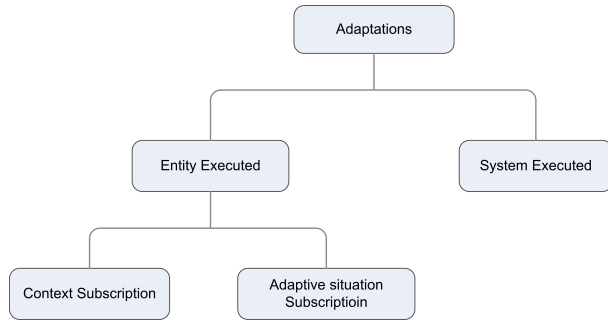 Adaptations
Entity Executed
System Executed
Context Subscription
Adaptive situation
Subscriptioin